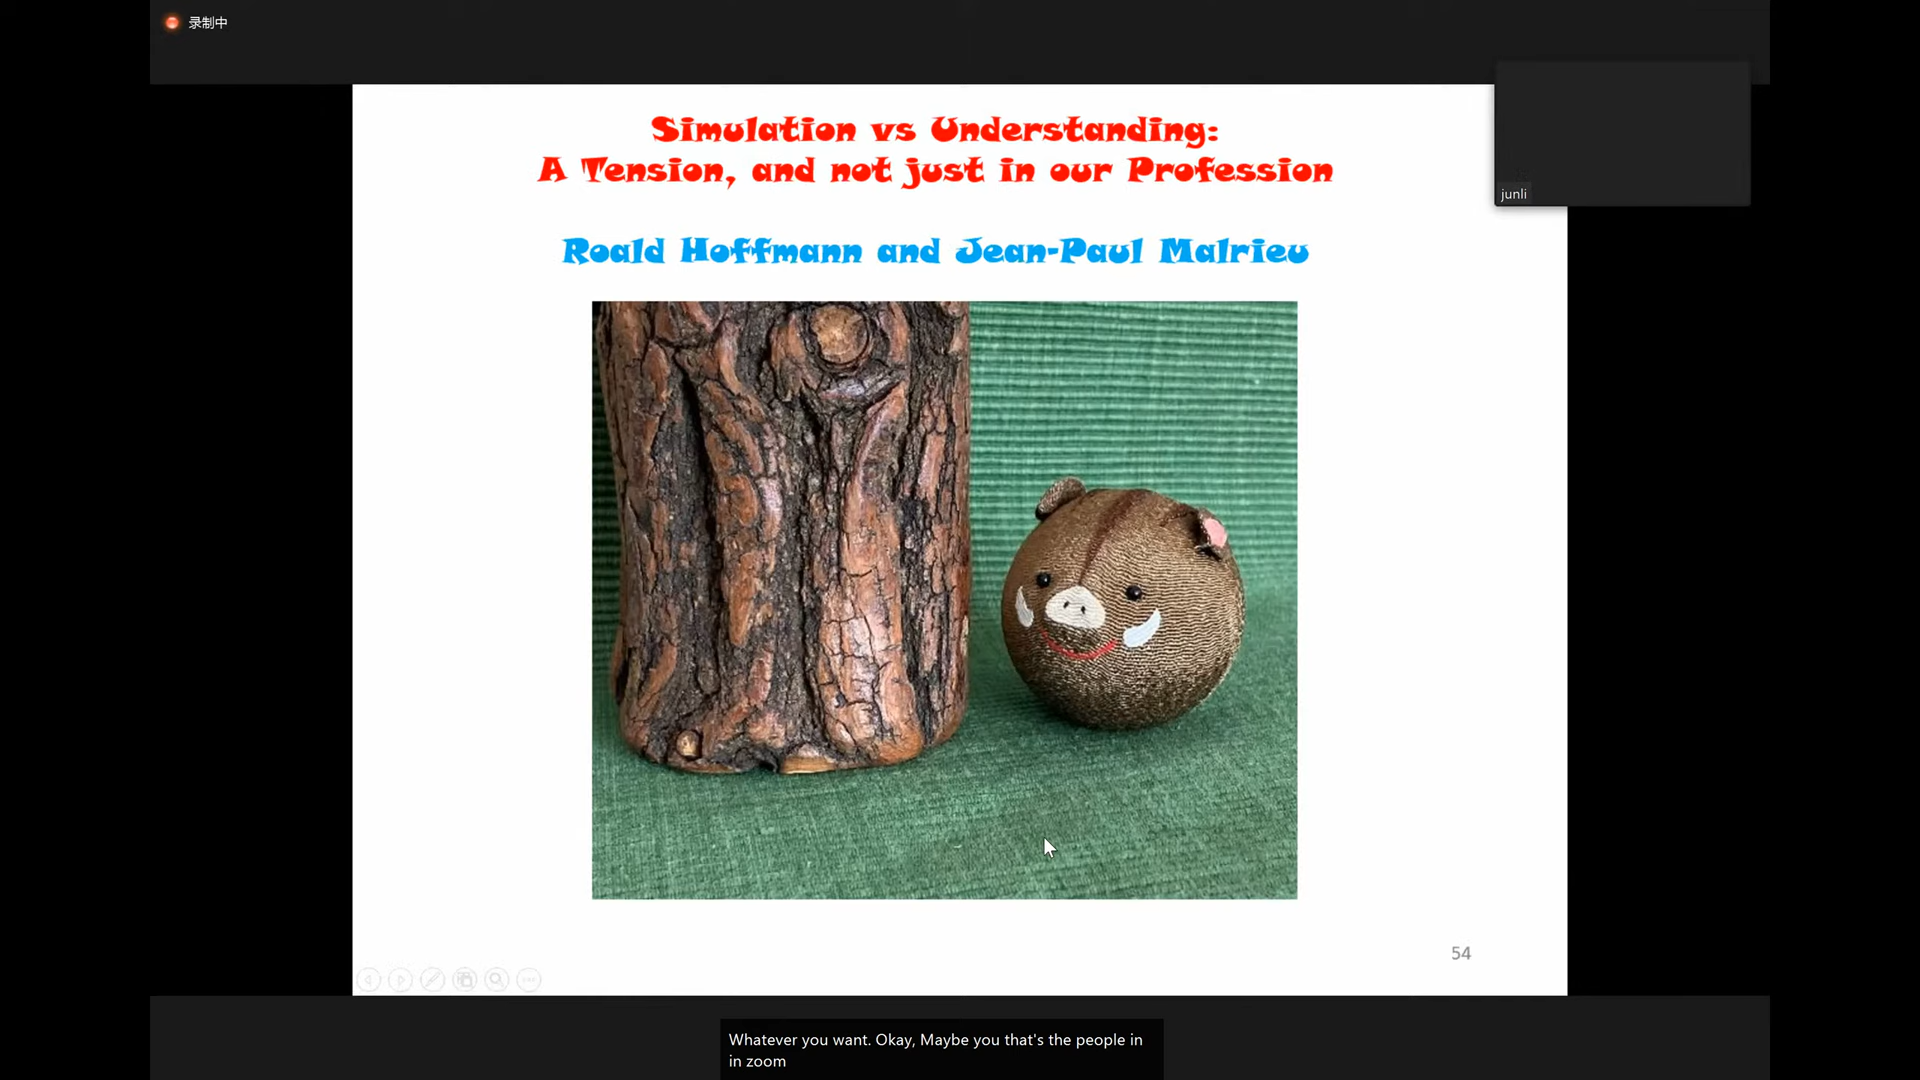 录制中
Simulation vs Understanding:
A Tension, and not just in our Profession
junli
Roald Hoffmann and Jean-Paul Malrieu
54
Whatever you want. Okay, Maybe you that's the people in
in zoom